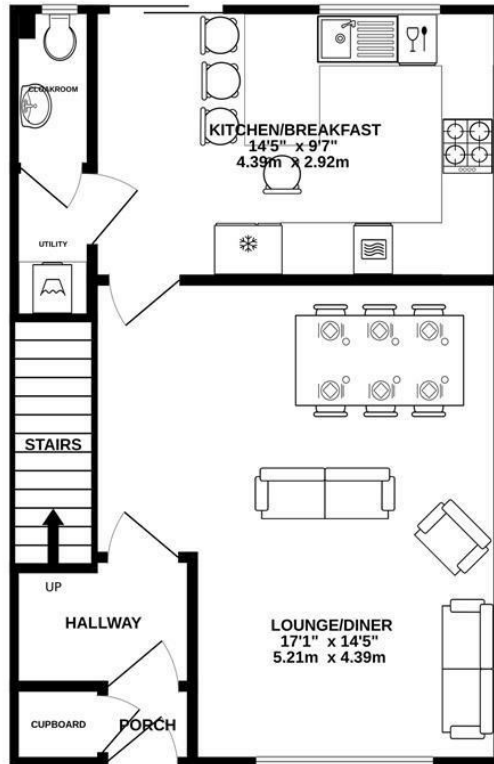 CLOAKROOM
KITCHEN/BREAKFAST
14'5" x 9'7"
4.39m x 2.92m
UTILITY
STAIRS
UP
HALLWAY
LOUNGE/DINER
17'1" x 14'5"
5.21m x 4.39m
CUPBOARD
PORCH